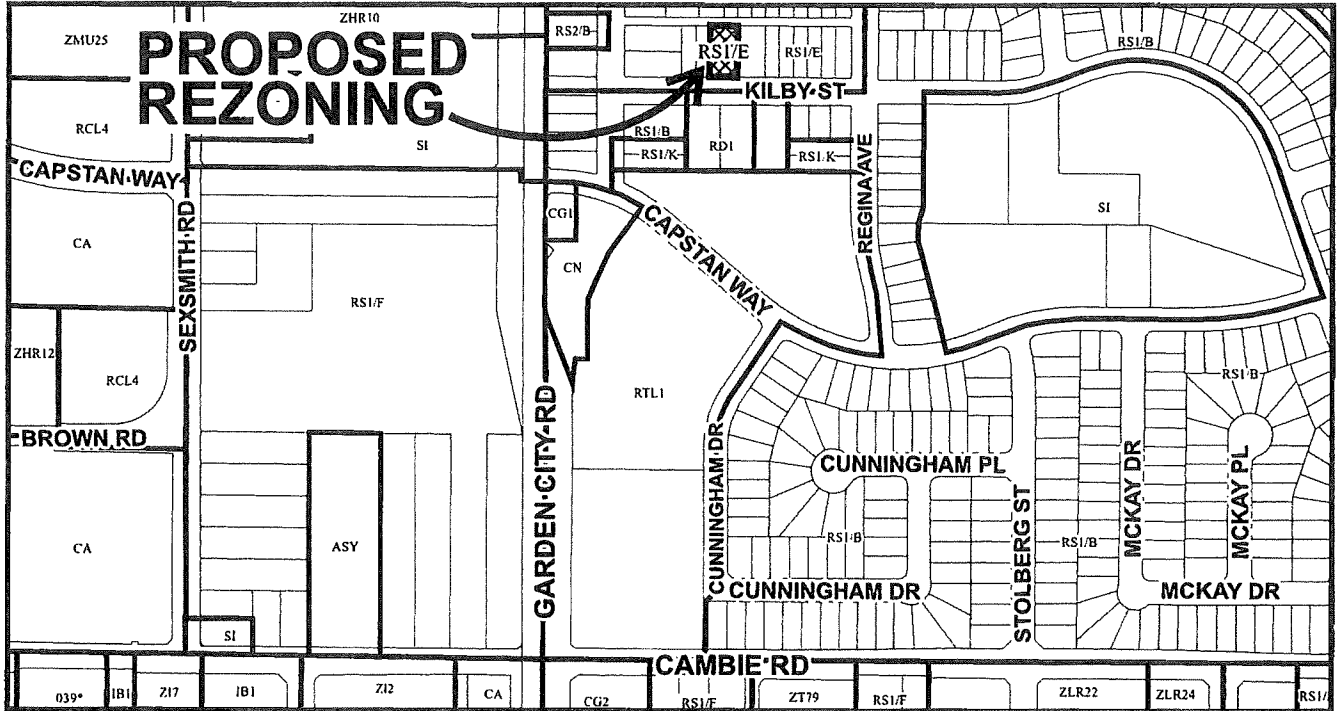 ZHR10
ZMU25
RS2/B
RS1/E
RS1/E
RS1/B
PROPOSED
REZONING
KILBY ST
RCL4
SI
RS1/B
RS1/K
RD1
RS1/K
CAPSTAN WAY
SEXSMITH RD
CA
RS1/F
CG1
CN
CAPSTAN WAY
REGINA AVE
SI
ZHR12
RCL4
RTL1
RS1/B
BROWN RD
GARDEN CITY RD
CUNNINGHAM DR
CUNNINGHAM PL
STOLBERG ST
MCKAY DR
MCKAY PL
CA
ASY
RS1/B
RS1/B
CUNNINGHAM DR
MCKAY DR
SI
CAMBIE RD
039*
IB1
ZI7
IB1
ZI2
CA
CG2
RS1/F
ZT79
RS1/F
ZLR22
ZLR24